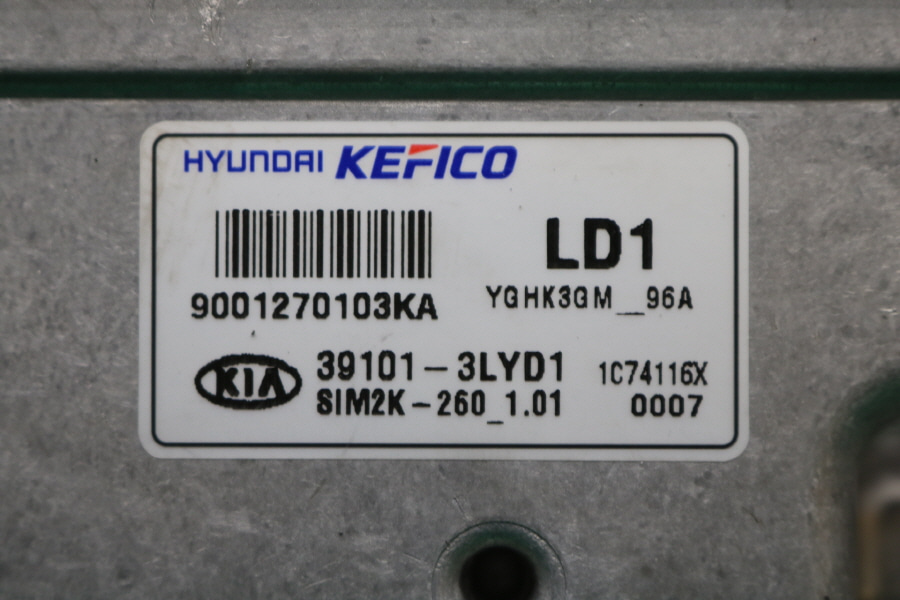 HYUNDAI KEFICO
LD1
9001270103KA
YGHK3GM__96A
KIA
39101-3LYD1
1C74116X
SIM2K-260_1.01
0007